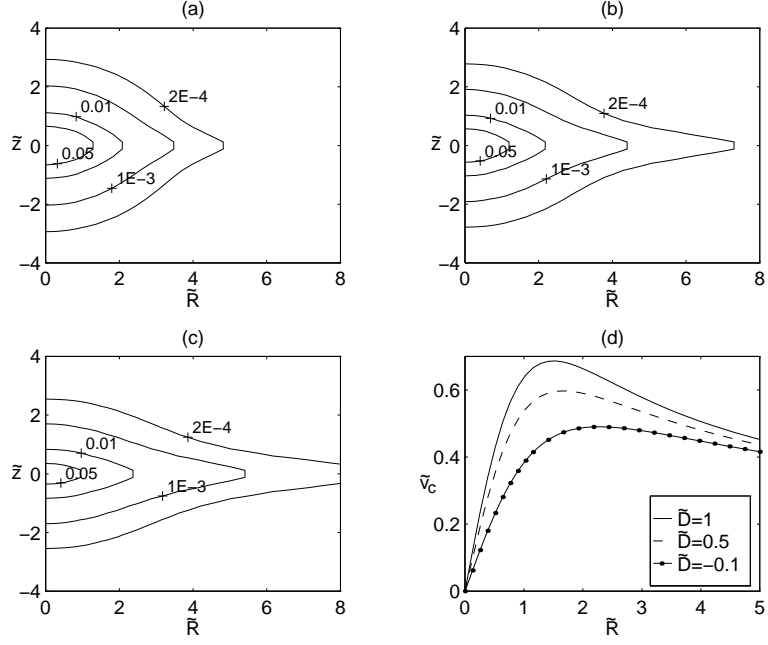 (a)
4
2
0
−2
−4
z̃
0.01
0.05
2E−4
1E−3
0 2 4 6 8
R̃
(b)
4
2
0
−2
−4
z̃
0.01
0.05
2E−4
1E−3
0 2 4 6 8
R̃
(c)
4
2
0
−2
−4
z̃
0.01
0.05
2E−4
1E−3
0 2 4 6 8
R̃
(d)
0.6
0.4
0.2
0
ṽc
D̃=1
D̃=0.5
D̃=−0.1
0 1 2 3 4 5
R̃